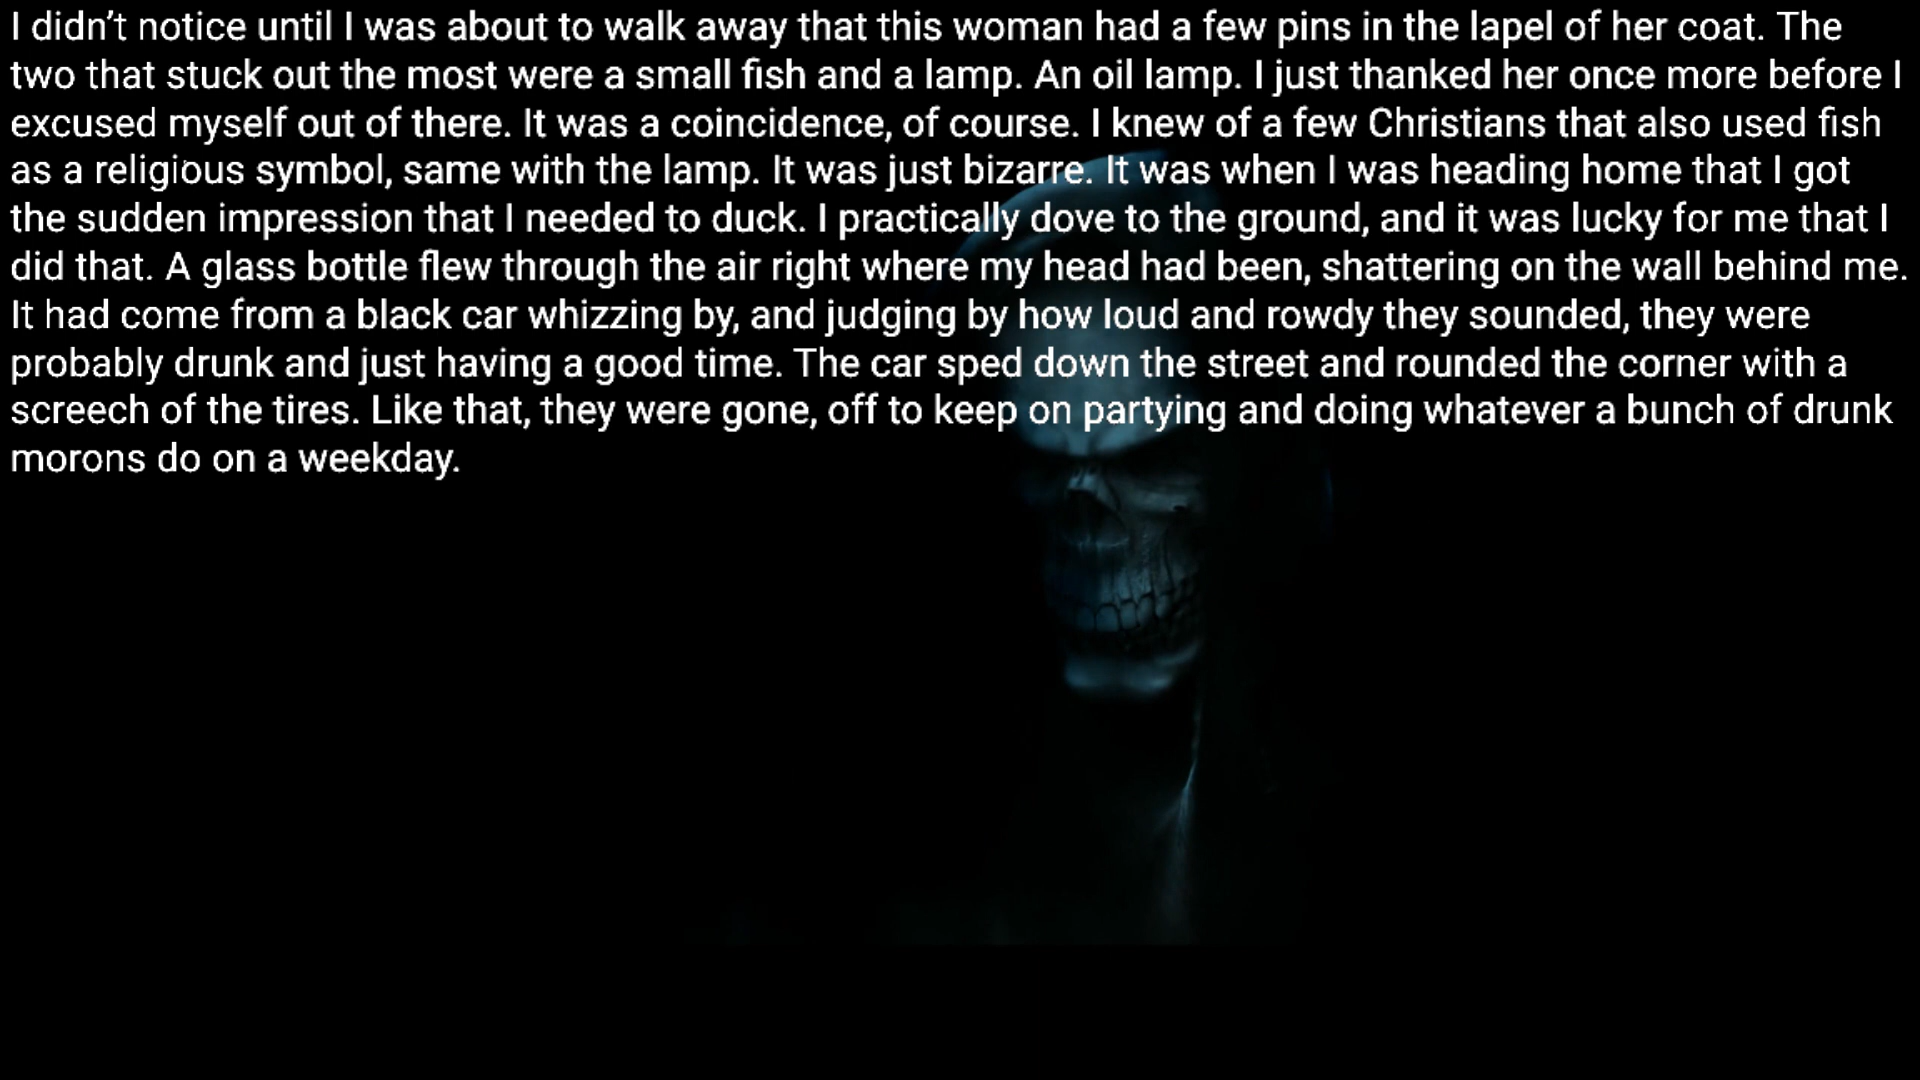 I didn’t notice until I was about to walk away that this woman had a few pins in the lapel of her coat. The
two that stuck out the most were a small fish and a lamp. An oil lamp. I just thanked her once more before I
excused myself out of there. It was a coincidence, of course. I knew of a few Christians that also used fish
as a religious symbol, same with the lamp. It was just bizarre. It was when I was heading home that I got
the sudden impression that I needed to duck. I practically dove to the ground, and it was lucky for me that I
did that. A glass bottle flew through the air right where my head had been, shattering on the wall behind me.
It had come from a black car whizzing by, and judging by how loud and rowdy they sounded, they were
probably drunk and just having a good time. The car sped down the street and rounded the corner with a
screech of the tires. Like that, they were gone, off to keep on partying and doing whatever a bunch of drunk
morons do on a weekday.